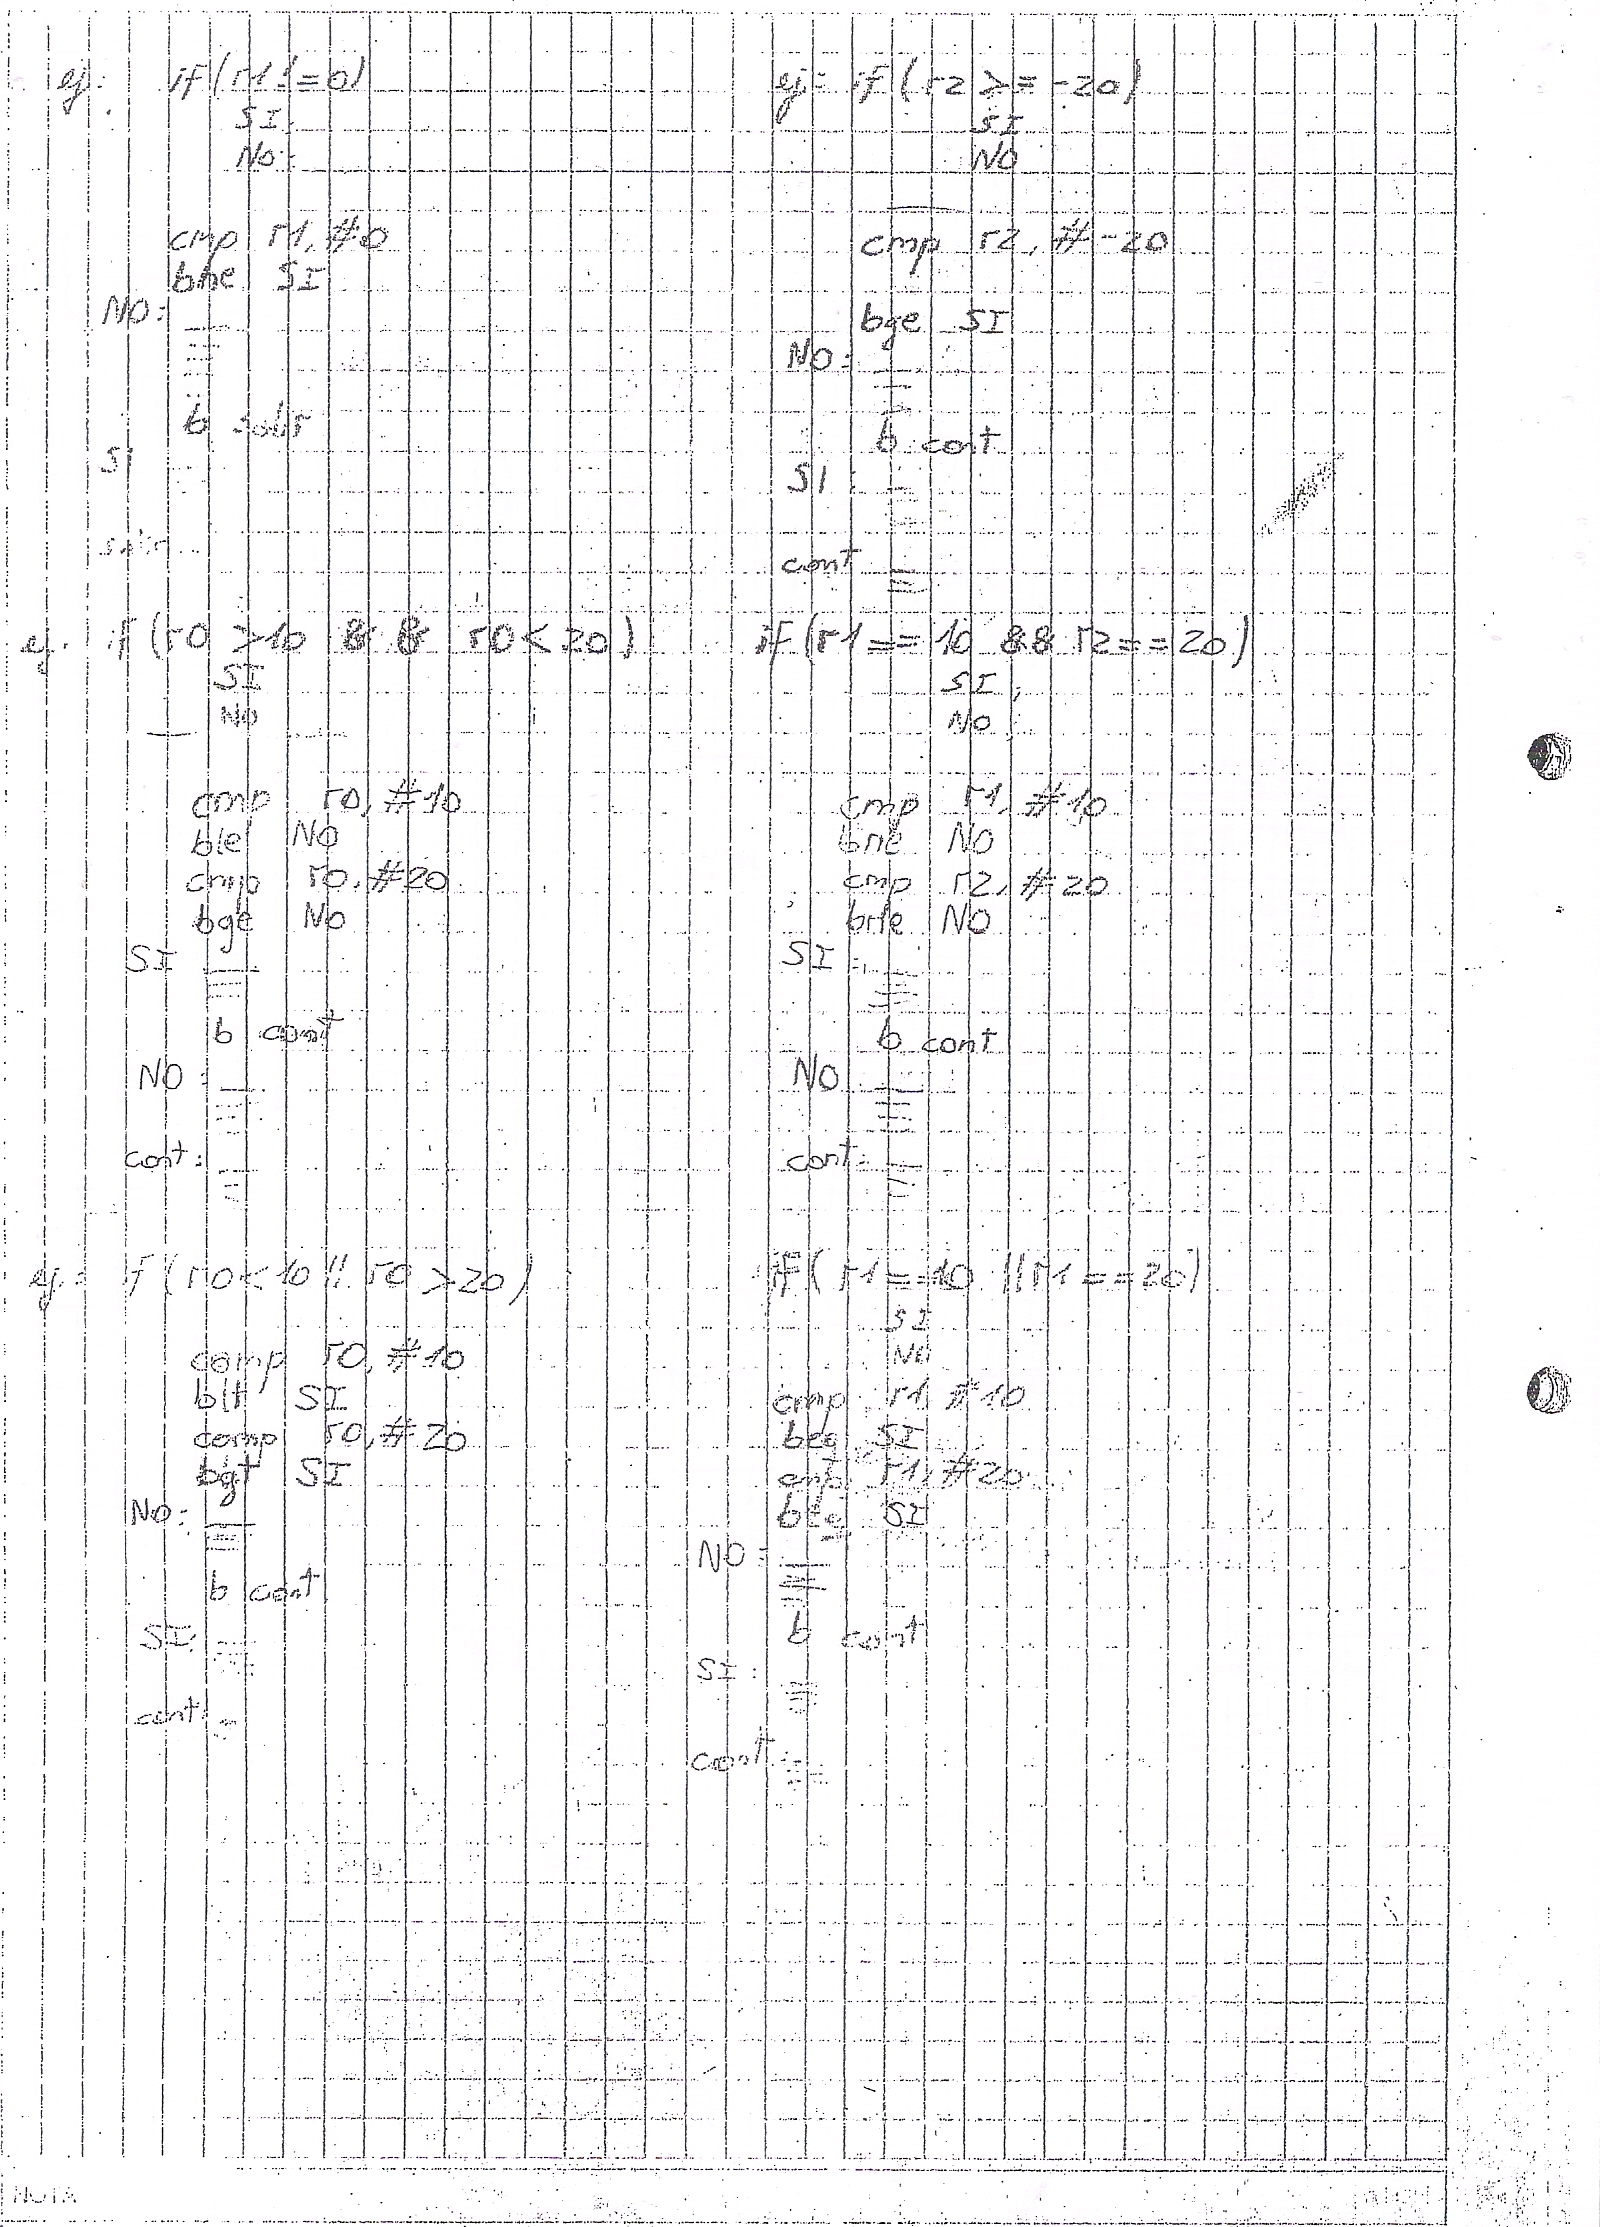 ej: if (r1 != 0)
SI:
NO:
cmp r1, #0
bne SI
NO:
b salir
SI
salir
ej: if (r2 >= -20)
SI
NO
cmp r2, #-20
bge SI
NO:
b cont
SI:
cont
ej: if (r0 > 10 && r0 < 20)
SI
NO
cmp r0, #10
ble NO
cmp r0, #20
bge NO
SI
b cont
NO:
cont:
if (r1 == 10 && r2 == 20)
SI;
NO;
cmp r1, #10
bne NO
cmp r2, #20
bne NO
SI:
b cont
NO
cont:
ej: if (r0 < 10 || r0 > 20)
comp r0, #10
blt SI
comp r0, #20
bgt SI
NO:
b cont
SI:
cont:
if (r1 == 10 || r1 == 20)
SI
NO
cmp r1, #10
beq SI
cmp r1, #20
beq SI
NO:
b cont
SI:
cont:
NOTA